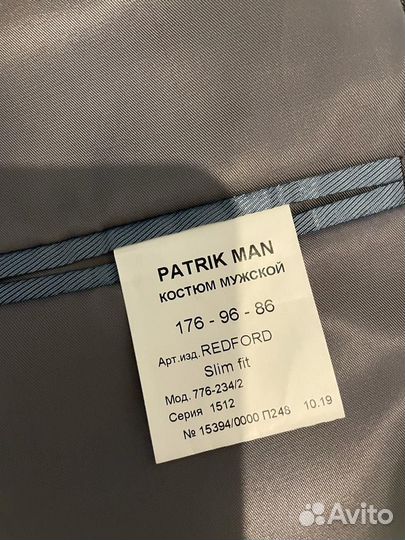 PATRIK MAN
КОСТЮМ МУЖСКОЙ
176 - 96 - 86
Арт.изд. REDFORD
Slim fit
Мод. 776-234/2
Серия 1512
№ 15394/0000 П248 10.19
Avito